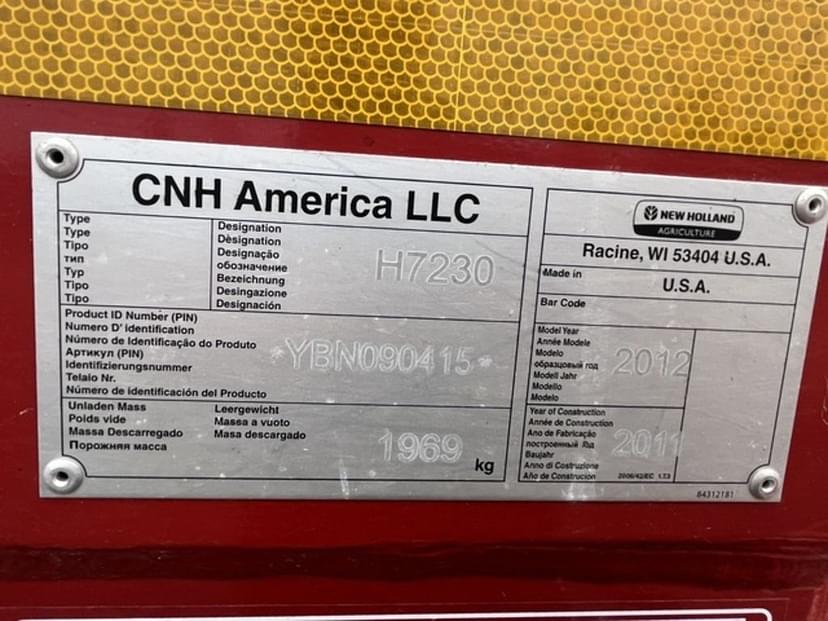 CNH America LLC
Type
Type
Tipo
тип
Typ
Tipo
Tipo
Designation
Dèsignation
Designação
обозначение
Bezeichnung
Desingazione
Designación
H7230
Product ID Number (PIN)
Numero D' identification
Número de Identificação do Produto
Артикул (PIN)
Identifizierungsnummer
Telaio Nr.
Número de identificación del Producto
*YBN090415*
Unladen Mass
Poids vide
Massa Descarregado
Порожняя масса
Leergewicht
Massa a vuoto
Masa descargado
1969
kg
NEW HOLLAND
AGRICULTURE
Racine, WI 53404 U.S.A.
Made in
U.S.A.
Bar Code
Model Year
Année Modele
Modelo
образцовый год
Modell Jahr
Modello
Modelo
2012
Year of Construction
Année de Construction
Ano de Fabricação
построенный Год
Baujahr
Anno di Costruzione
Año de Construcion
2011
2006/42/EC 1.7.3
84312181